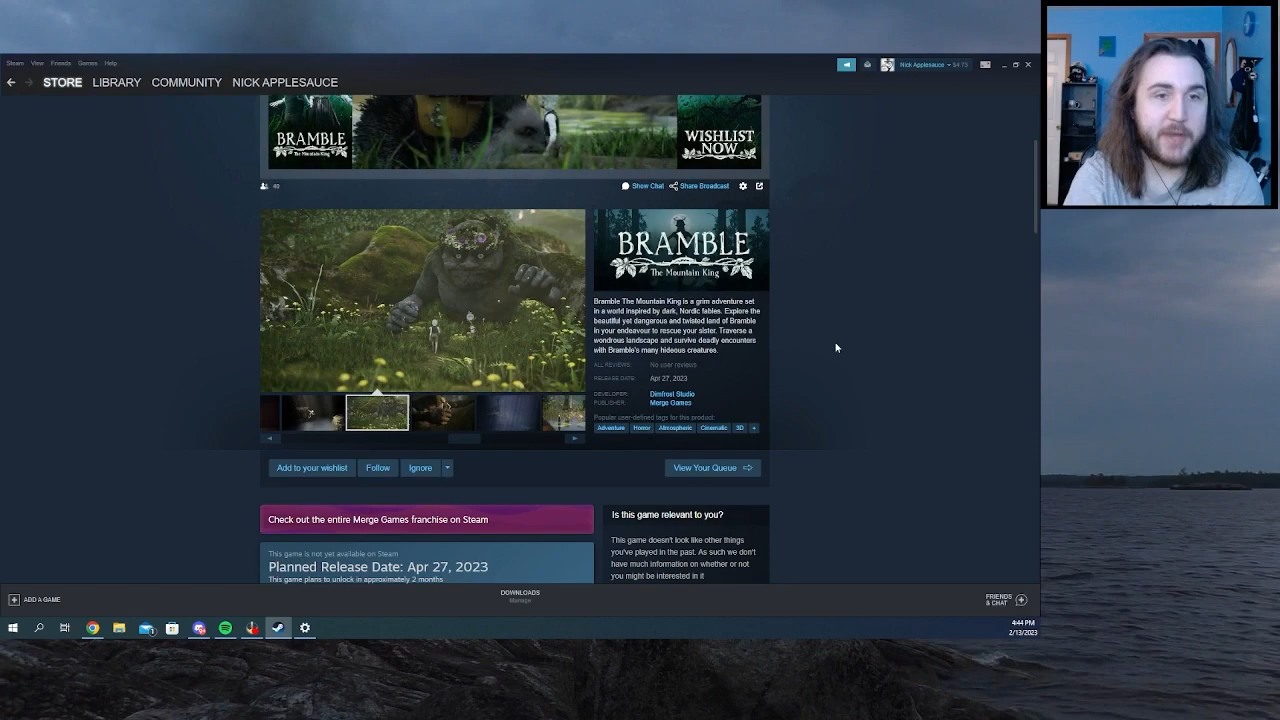 Steam View Friends Games Help
Nick Applesauce $4.73
STORE LIBRARY COMMUNITY NICK APPLESAUCE
BRAMBLE
The Mountain King
WISHLIST
NOW
40
Show Chat Share Broadcast
BRAMBLE
The Mountain King
Bramble The Mountain King is a grim adventure set
in a world inspired by dark, Nordic fables. Explore the
beautiful yet dangerous and twisted land of Bramble
in your endeavour to rescue your sister. Traverse a
wondrous landscape and survive deadly encounters
with Bramble's many hideous creatures.
ALL REVIEWS: No user reviews
RELEASE DATE: Apr 27, 2023
DEVELOPER: Dimfrost Studio
PUBLISHER: Merge Games
Popular user-defined tags for this product:
Adventure Horror Atmospheric Cinematic 3D +
Add to your wishlist Follow Ignore View Your Queue
Check out the entire Merge Games franchise on Steam
Is this game relevant to you?
This game is not yet available on Steam
Planned Release Date: Apr 27, 2023
This game plans to unlock in approximately 2 months
This game doesn't look like other things
you've played in the past. As such we don't
have much information on whether or not
you might be interested in it
ADD A GAME
DOWNLOADS
Manage
FRIENDS
& CHAT
4:44 PM
2/13/2023